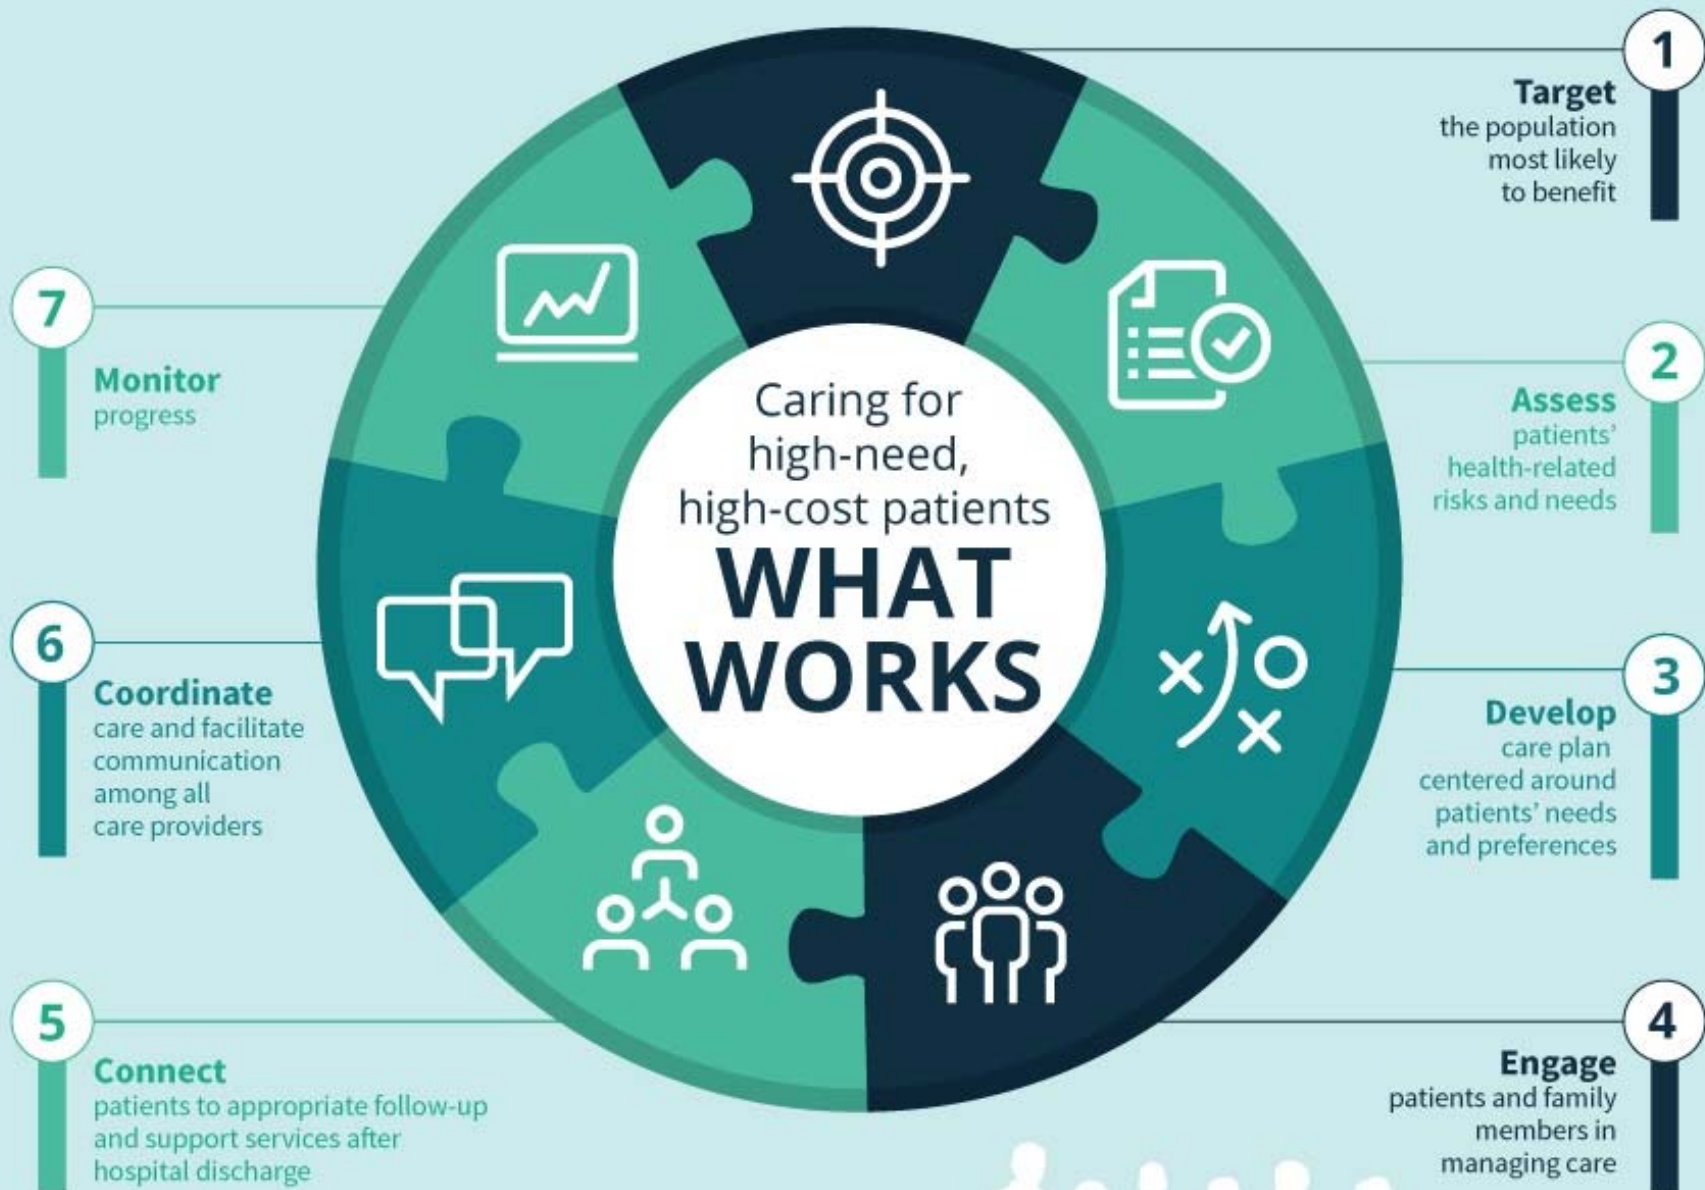 Caring for
high-need,
high-cost patients
WHAT
WORKS
1
Target
the population
most likely
to benefit
2
Assess
patients’
health-related
risks and needs
3
Develop
care plan
centered around
patients’ needs
and preferences
4
Engage
patients and family
members in
managing care
5
Connect
patients to appropriate follow-up
and support services after
hospital discharge
6
Coordinate
care and facilitate
communication
among all
care providers
7
Monitor
progress